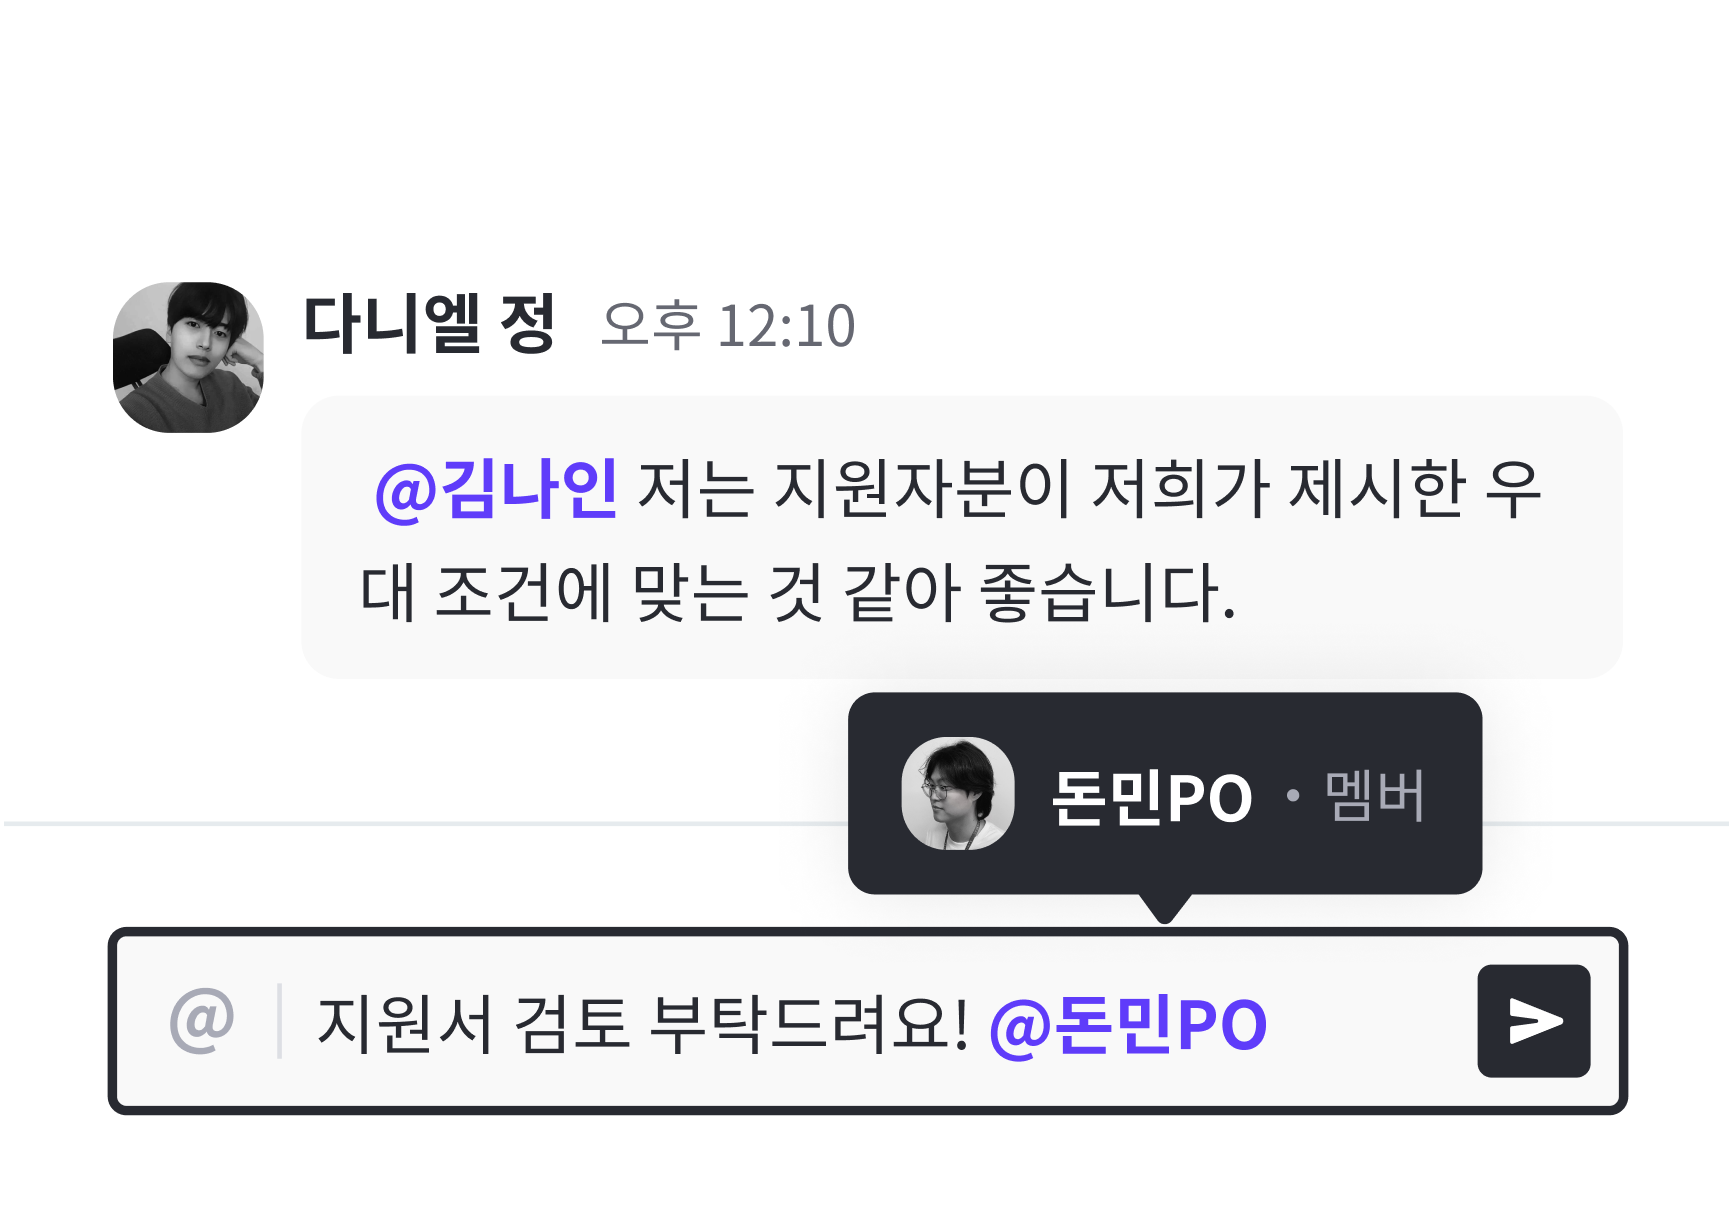 다니엘 정 오후 12:10
@김나인 저는 지원자분이 저희가 제시한 우
대 조건에 맞는 것 같아 좋습니다.
돈민PO · 멤버
@ 지원서 검토 부탁드려요! @돈민PO